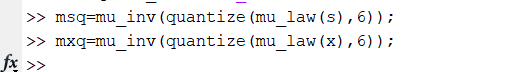 >> msq=mu_inv(quantize(mu_law(s),6));
>> mxq=mu_inv(quantize(mu_law(x),6));
fx >>